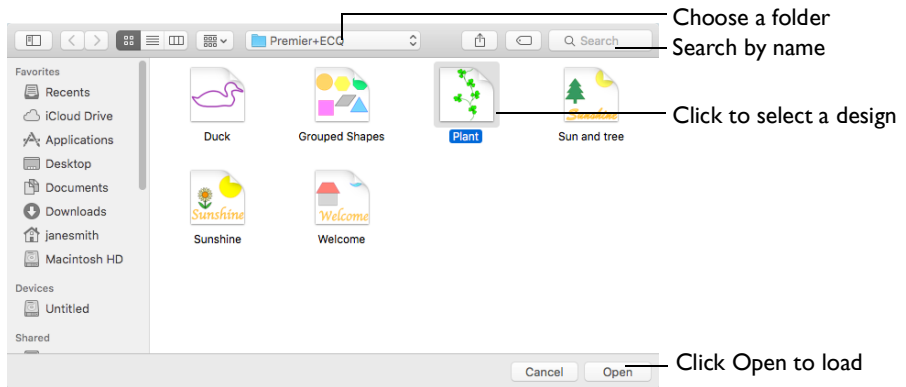 Choose a folder
Premier+ECQ
Search
Search by name
Favorites
Recents
iCloud Drive
Applications
Desktop
Documents
Downloads
janesmith
Macintosh HD
Devices
Untitled
Shared
Duck
Grouped Shapes
Plant
Sunshine
Sun and tree
Click to select a design
Sunshine
Sunshine
Welcome
Welcome
Cancel
Open
Click Open to load